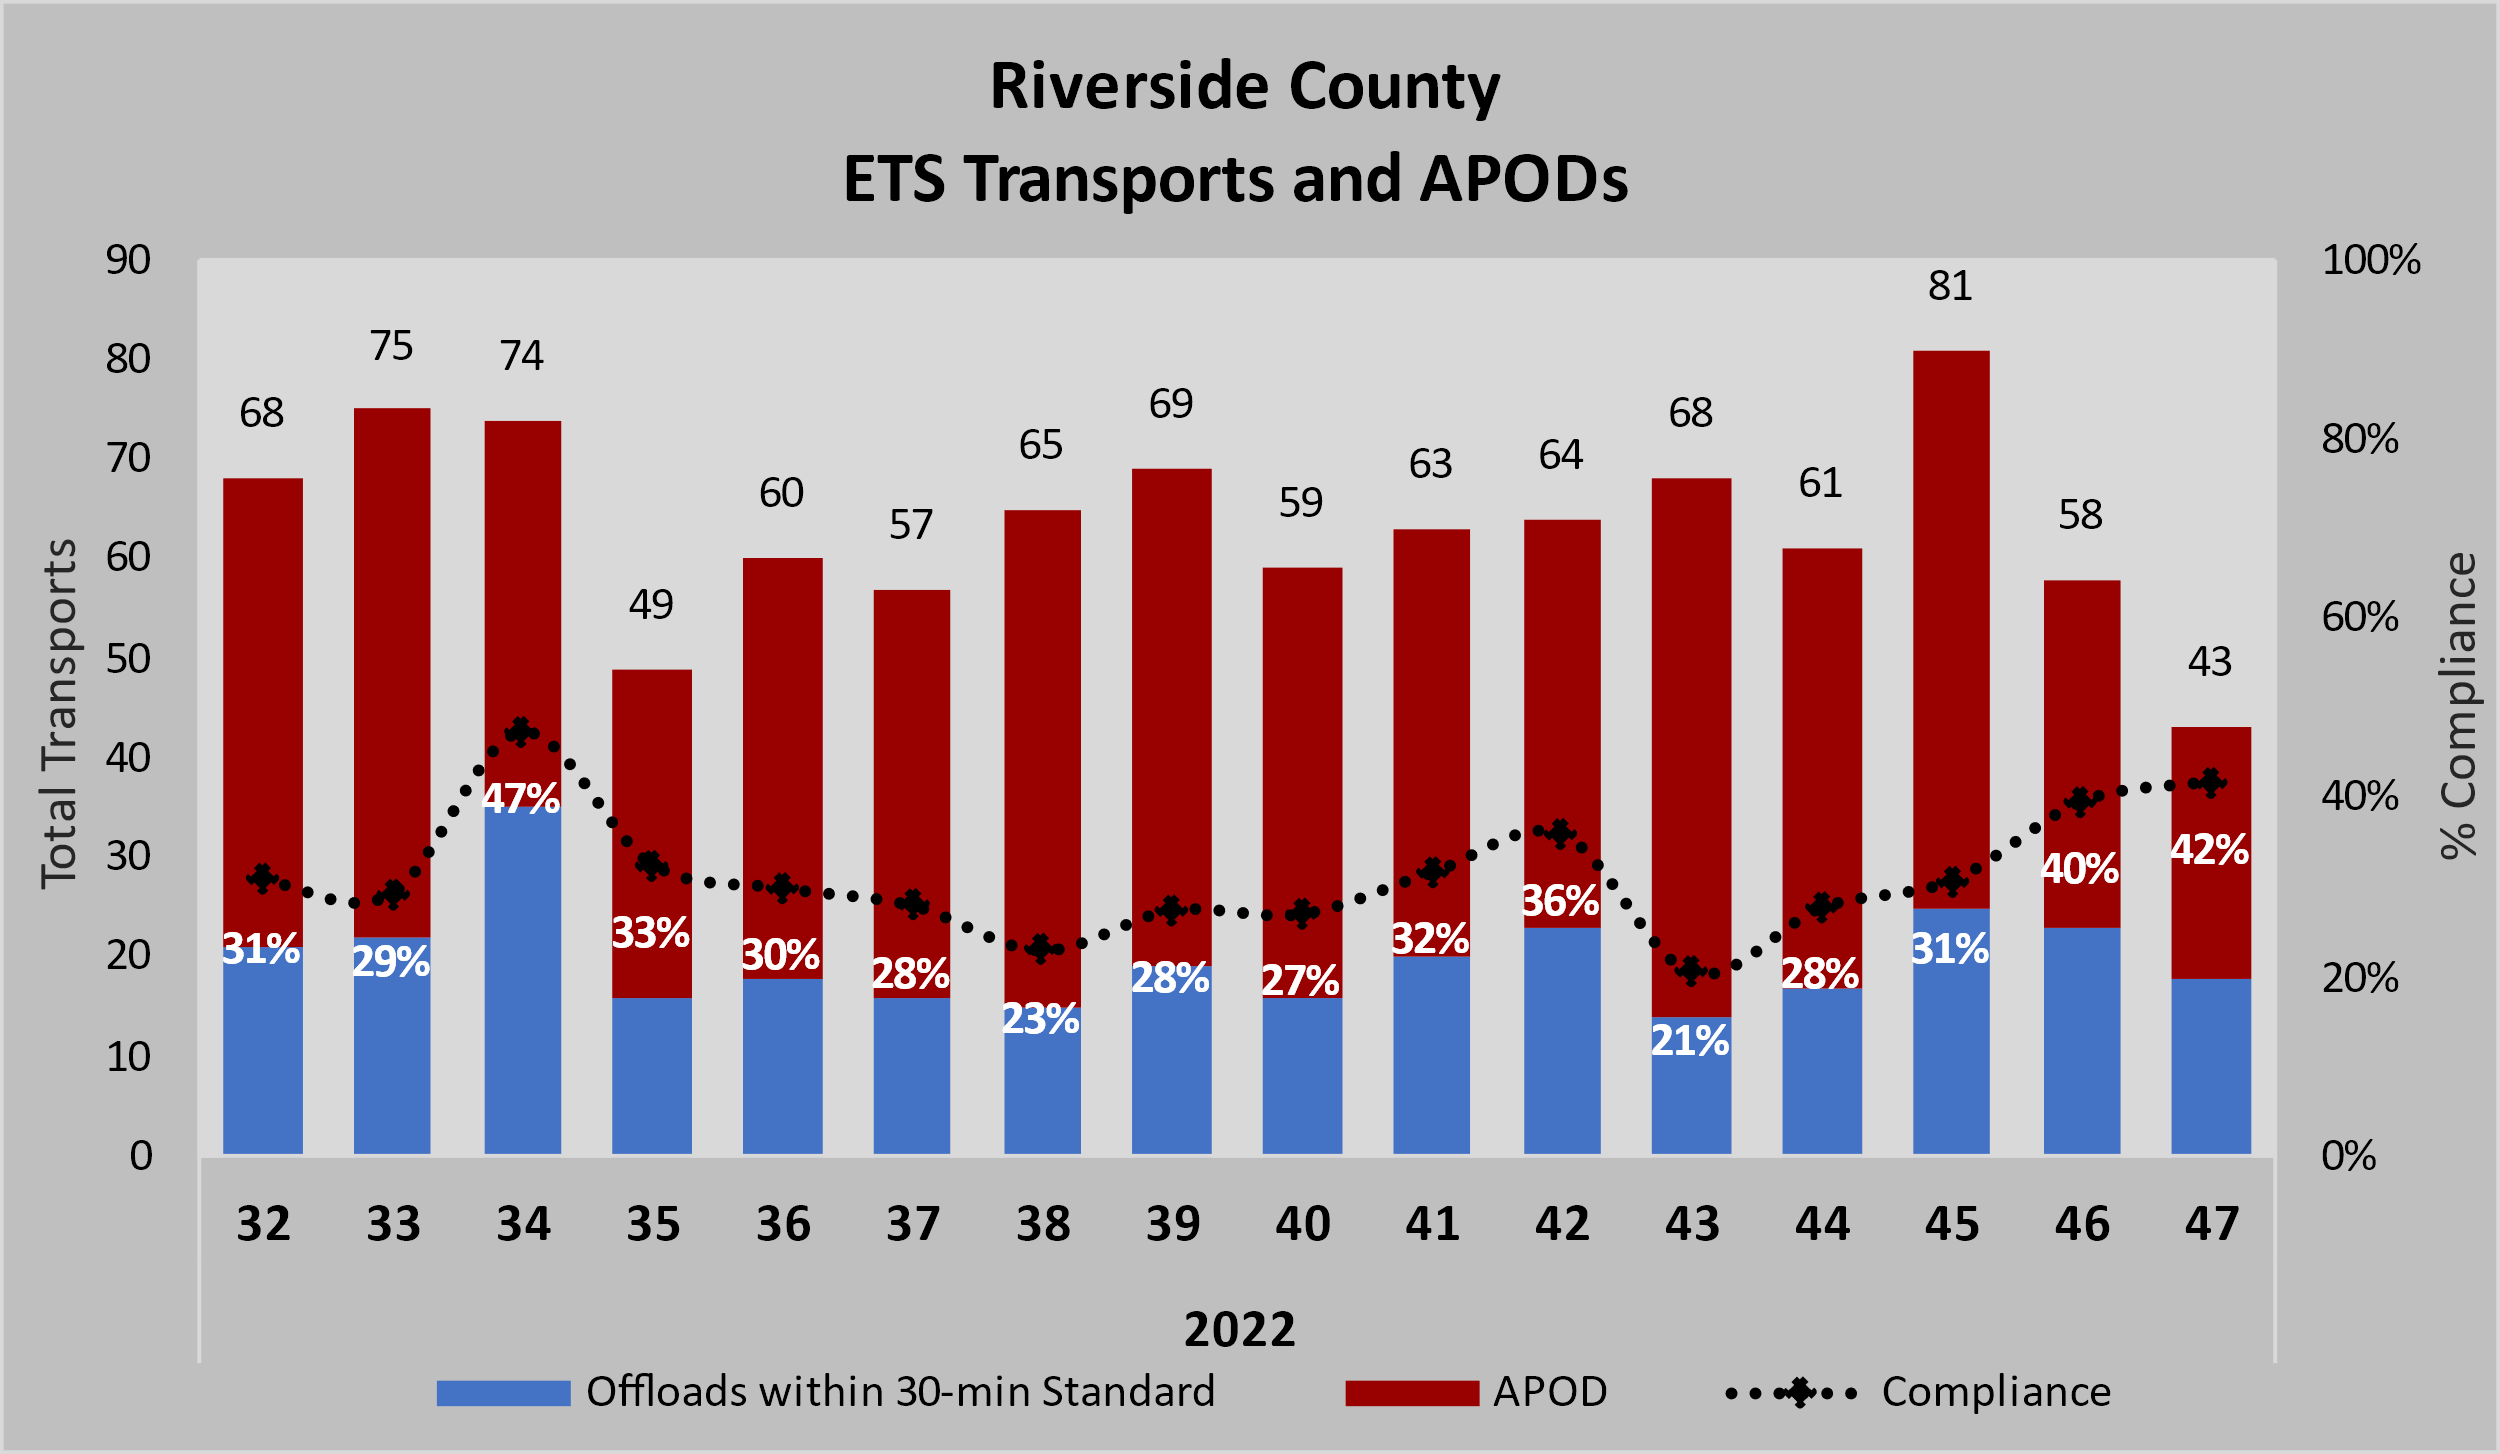 Riverside County
ETS Transports and APODs
Total Transports
90
80
70
60
50
40
30
20
10
0
100%
80%
60%
40%
20%
0%
% Compliance
68 75 74 49 60 57 65 69 59 63 64 68 61 81 58 43
31% 29% 47% 33% 30% 28% 23% 28% 27% 32% 36% 21% 28% 31% 40% 42%
32 33 34 35 36 37 38 39 40 41 42 43 44 45 46 47
2022
Offloads within 30-min Standard APOD Compliance